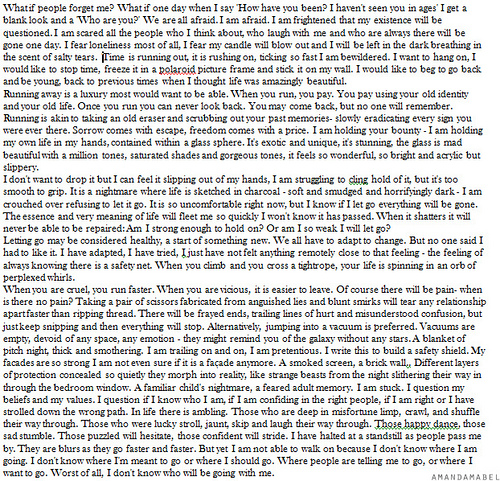 What if people forget me? What if one day when I say 'How have you been? I haven't seen you in ages' I get a
blank look and a 'Who are you?' We are all afraid. I am afraid. I am frightened that my existence will be
questioned. I am scared all the people who I think about, who laugh with me and who are always there will be
gone one day. I fear loneliness most of all, I fear my candle will blow out and I will be left in the dark breathing in
the scent of salty tears. Time is running out, it is rushing on, ticking so fast I am bewildered. I want to hang on, I
would like to stop time, freeze it in a polaroid picture frame and stick it on my wall. I would like to beg to go back
and be young, back to previous times when I thought life was amazingly beautiful.
Running away is a luxury most time want to be able. When you run, you pay. You pay using your old identity
and your old life. Once you run you can never look back. You may come back, but no one will remember.
Running is akin to taking an old eraser and scrubbing out your past memories- slowly eradicating every sign you
were ever there. Sorrow comes with escape, freedom comes with a price. I am holding your bounty - I am holding
my own life in my hands, contained within a glass sphere. It's exotic and unique, it's stunning, the glass is mad
beautiful with a million tones, saturated shades and gorgeous tones, it feels so wonderful, so bright and acrylic but
slippery.
I don't want to drop it but I can feel it slipping out of my hands, I am struggling to cling hold of it, but it's too
smooth to grip. It is a nightmare where life is sketched in charcoal - soft and smudged and horrifyingly dark - I am
crouched over refusing to let it go. It is so uncomfortable right now, but I know if I let go everything will be gone.
The essence and very meaning of life will fleet me so quickly I won't know it has passed. When it shatters it will
never be able to be repaired: Am I strong enough to hold on? Or am I so weak I will let go?
Letting go may be considered healthy, a start of something new. We all have to adapt to change. But no one said I
had to like it. I have adapted, I have tried, I just have not felt anything remotely close to that feeling - the feeling of
always knowing there is a safety net. When you climb and you cross a tightrope, your life is spinning in an orb of
perplexed whirls.
When you are cruel, you run faster. When you are vicious, it is easier to leave. Of course there will be pain- when
is there no pain? Taking a pair of scissors fabricated from anguished lies and blunt smirks will tear any relationship
apart faster than ripping thread. There will be frayed ends, trailing lines of hurt and misunderstood confusion, but
just keep snipping and then everything will stop. Alternatively, jumping into a vacuum is preferred. Vacuums are
empty, devoid of any space, any emotion - they might remind you of the galaxy without any stars. A blanket of
pitch night, thick and smothering. I am trailing on and on, I am pretentious. I write this to build a safety shield. My
facades are so strong I am not even sure if it is a façade anymore. A smoked screen, a brick wall,, Different layers
of protection concealed so quietly they morph into reality, like strange beasts from the night slithering their way in
through the bedroom window. A familiar child's nightmare, a feared adult memory. I am stuck. I question my
beliefs and my values. I question if I know who I am, if I am confiding in the right people, if I am right or I have
strolled down the wrong path. In life there is ambling. Those who are deep in misfortune limp, crawl, and shuffle
their way through. Those who were lucky stroll, jaunt, skip and laugh their way through. Those happy dance, those
sad stumble. Those puzzled will hesitate, those confident will stride. I have halted at a standstill as people pass me
by. They are blurs as they go faster and faster. But yet I am not able to walk on because I don't know where I am
going. I don't know where I'm meant to go or where I should go. Where people are telling me to go, or where I
want to go. Worst of all, I don't know who will be going with me.
AMANDAMABEL